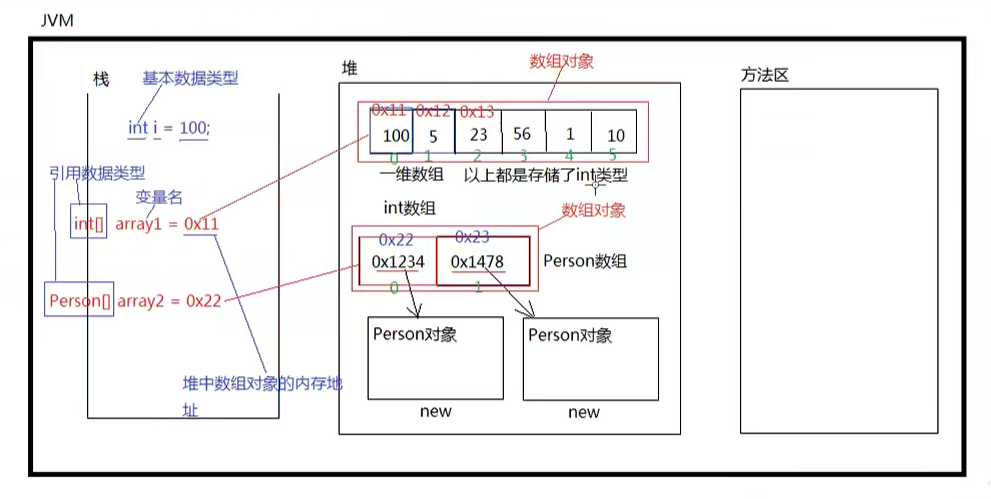 JVM
栈
基本数据类型
int i = 100;
引用数据类型
变量名
int[] array1 = 0x11
Person[] array2 = 0x22
堆中数组对象的内存地
址
堆
数组对象
0x11 0x12 0x13
100 5 23 56 1 10
0 1 2 3 4 5
一维数组 以上都是存储了int类型
int数组
数组对象
0x22 0x23
0x1234 0x1478
Person数组
0 1
Person对象 Person对象
new new
方法区